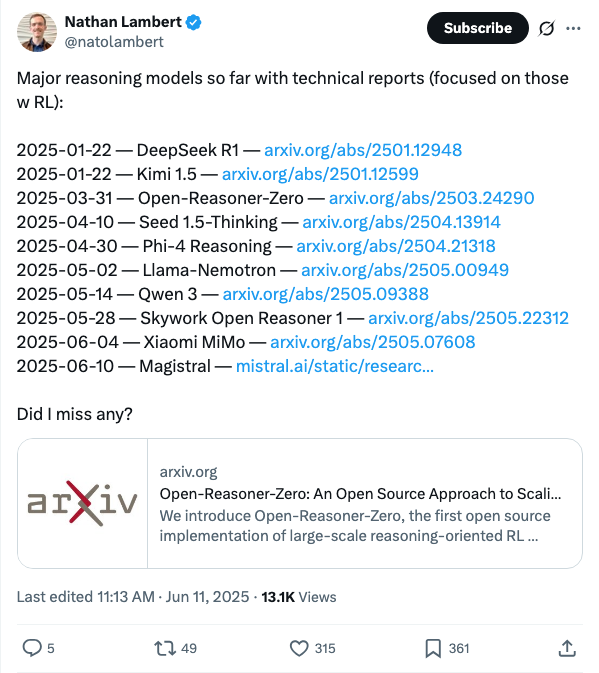 Nathan Lambert
@natolambert
Subscribe
Major reasoning models so far with technical reports (focused on those
w RL):
2025-01-22 — DeepSeek R1 — arxiv.org/abs/2501.12948
2025-01-22 — Kimi 1.5 — arxiv.org/abs/2501.12599
2025-03-31 — Open-Reasoner-Zero — arxiv.org/abs/2503.24290
2025-04-10 — Seed 1.5-Thinking — arxiv.org/abs/2504.13914
2025-04-30 — Phi-4 Reasoning — arxiv.org/abs/2504.21318
2025-05-02 — Llama-Nemotron — arxiv.org/abs/2505.00949
2025-05-14 — Qwen 3 — arxiv.org/abs/2505.09388
2025-05-28 — Skywork Open Reasoner 1 — arxiv.org/abs/2505.22312
2025-06-04 — Xiaomi MiMo — arxiv.org/abs/2505.07608
2025-06-10 — Magistral — mistral.ai/static/researc...
Did I miss any?
arXiv
arxiv.org
Open-Reasoner-Zero: An Open Source Approach to Scali...
We introduce Open-Reasoner-Zero, the first open source
implementation of large-scale reasoning-oriented RL ...
Last edited 11:13 AM · Jun 11, 2025 · 13.1K Views
5 49 315 361